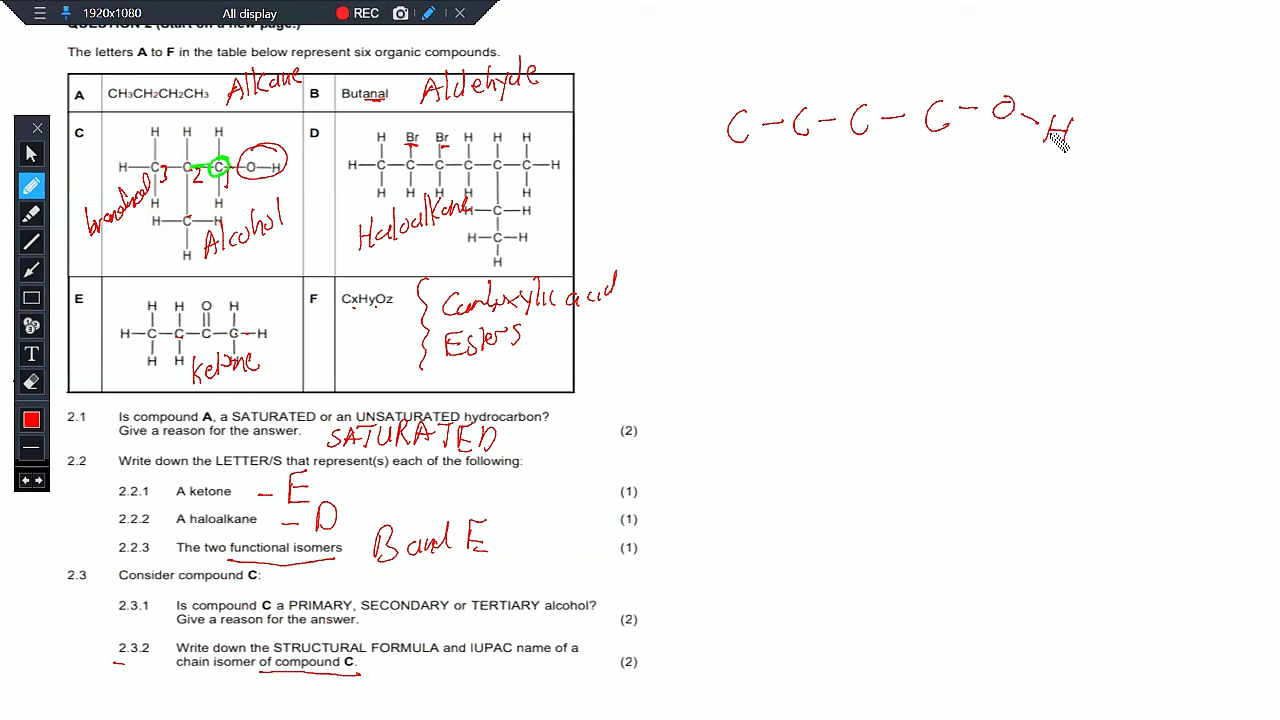 1920x1080 All display REC
QUESTION 2 (Start on a new page.)
The letters A to F in the table below represent six organic compounds.
A CH3CH2CH2CH3 Alkane B Butanal Aldehyde
C D
H H H H Br Br H H H
H—C—C—C—O—H H—C—C—C—C—C—C—H
3 2 1
H H H H H H H
branched
H—C—H H—C—H
Alcohol Haloalkane
H H—C—H
H
E F CxHyOz Carboxylic acid
H H O H Esters
H—C—C—C—C—H
H H H
Ketone
2.1 Is compound A, a SATURATED or an UNSATURATED hydrocarbon?
Give a reason for the answer. SATURATED (2)
2.2 Write down the LETTER/S that represent(s) each of the following:
2.2.1 A ketone – E (1)
2.2.2 A haloalkane – D (1)
2.2.3 The two functional isomers B and E (1)
2.3 Consider compound C:
2.3.1 Is compound C a PRIMARY, SECONDARY or TERTIARY alcohol?
Give a reason for the answer. (2)
2.3.2 Write down the STRUCTURAL FORMULA and IUPAC name of a
chain isomer of compound C. (2)
C – C – C – C – O – H
T